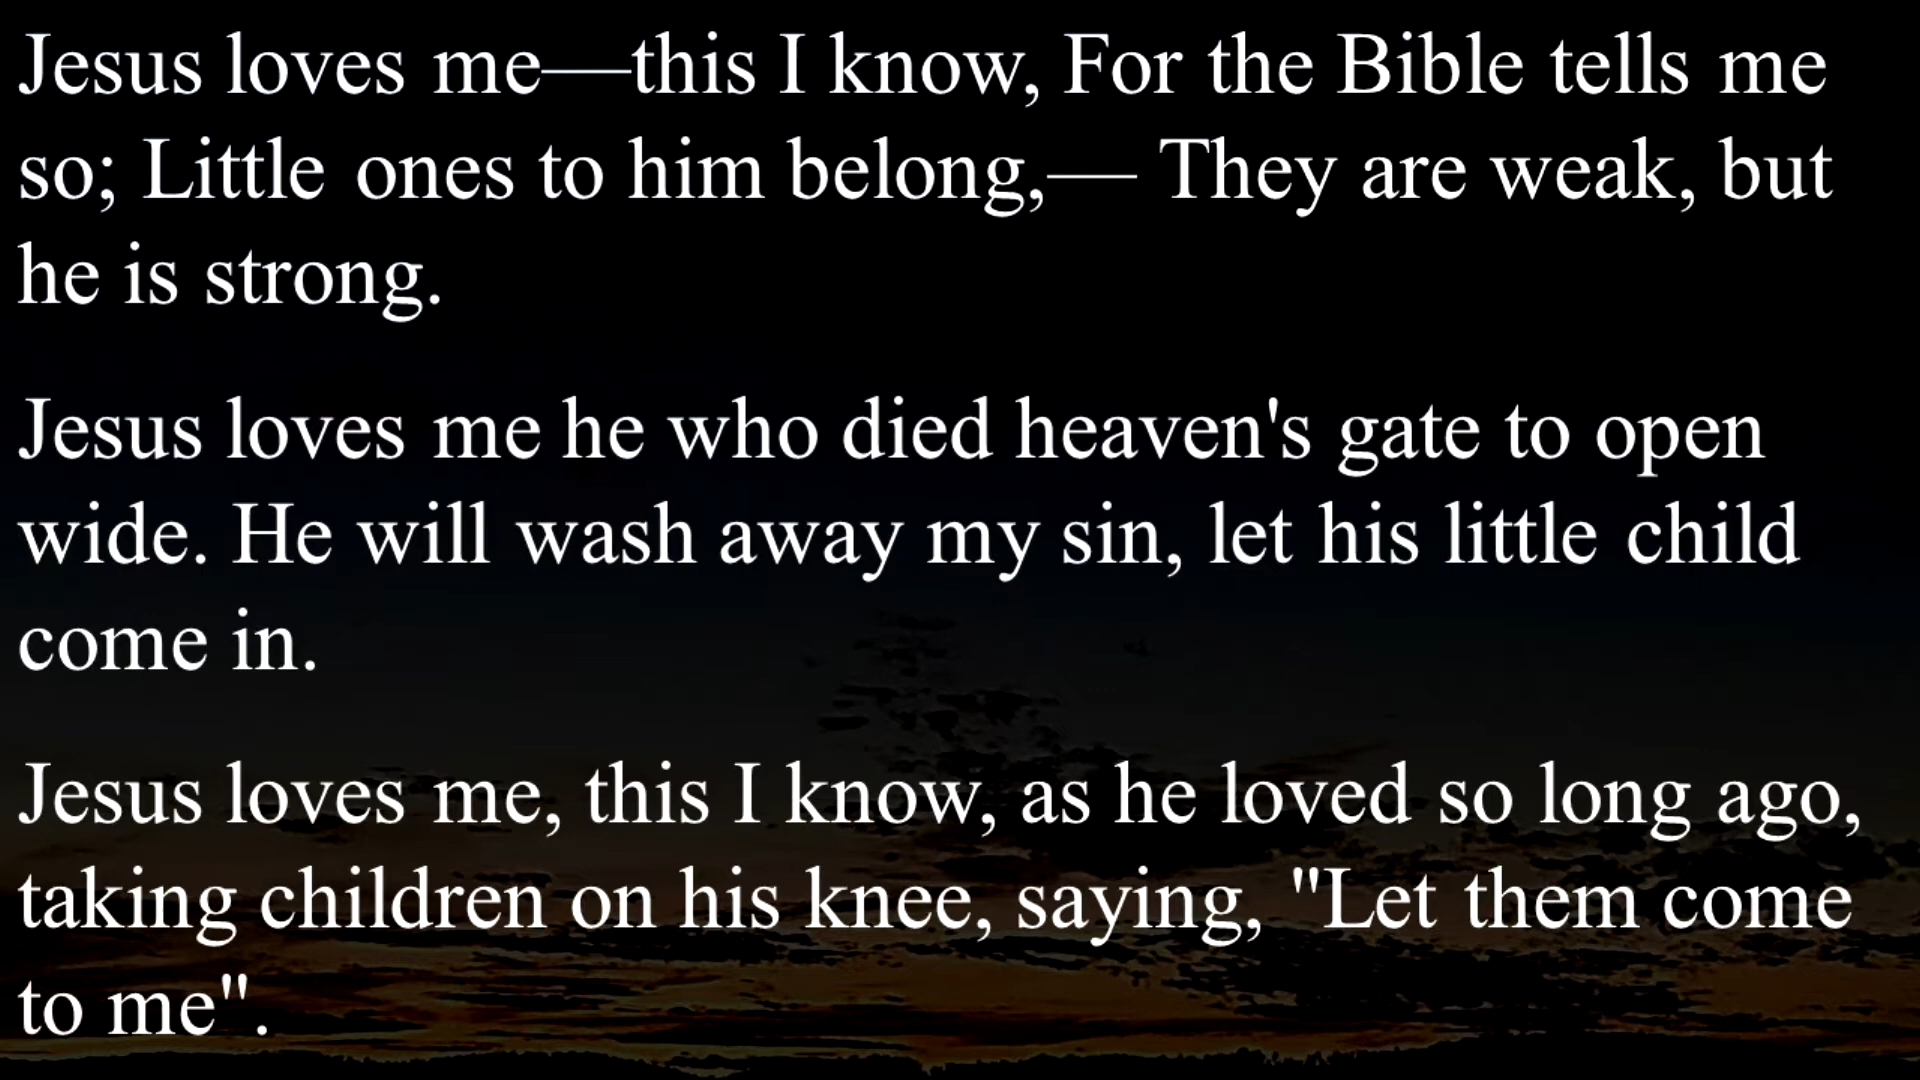 Jesus loves me—this I know, For the Bible tells me
so; Little ones to him belong,— They are weak, but
he is strong.
Jesus loves me he who died heaven's gate to open
wide. He will wash away my sin, let his little child
come in.
Jesus loves me, this I know, as he loved so long ago,
taking children on his knee, saying, "Let them come
to me".